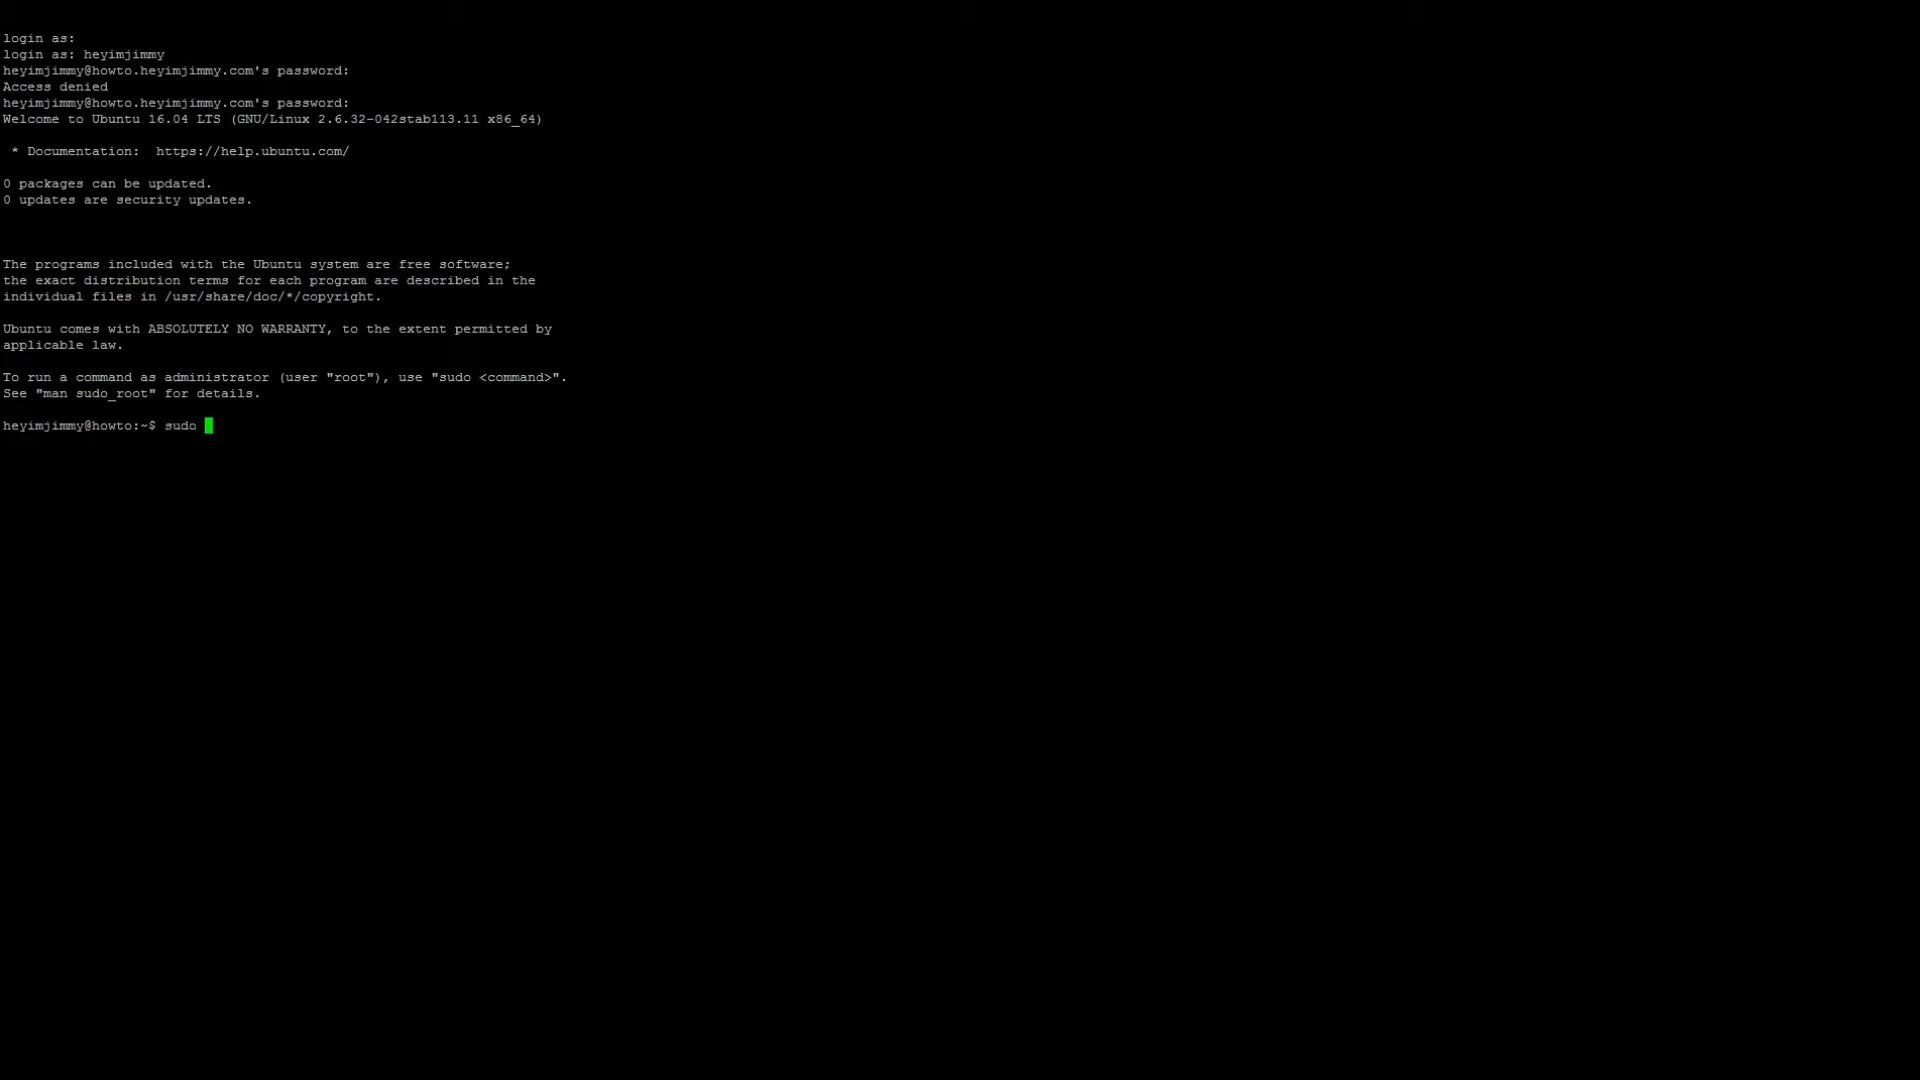 login as:
login as: heyimjimmy
heyimjimmy@howto.heyimjimmy.com's password:
Access denied
heyimjimmy@howto.heyimjimmy.com's password:
Welcome to Ubuntu 16.04 LTS (GNU/Linux 2.6.32-042stab113.11 x86_64)
* Documentation:  https://help.ubuntu.com/
0 packages can be updated.
0 updates are security updates.
The programs included with the Ubuntu system are free software;
the exact distribution terms for each program are described in the
individual files in /usr/share/doc/*/copyright.
Ubuntu comes with ABSOLUTELY NO WARRANTY, to the extent permitted by
applicable law.
To run a command as administrator (user "root"), use "sudo <command>".
See "man sudo_root" for details.
heyimjimmy@howto:~$ sudo